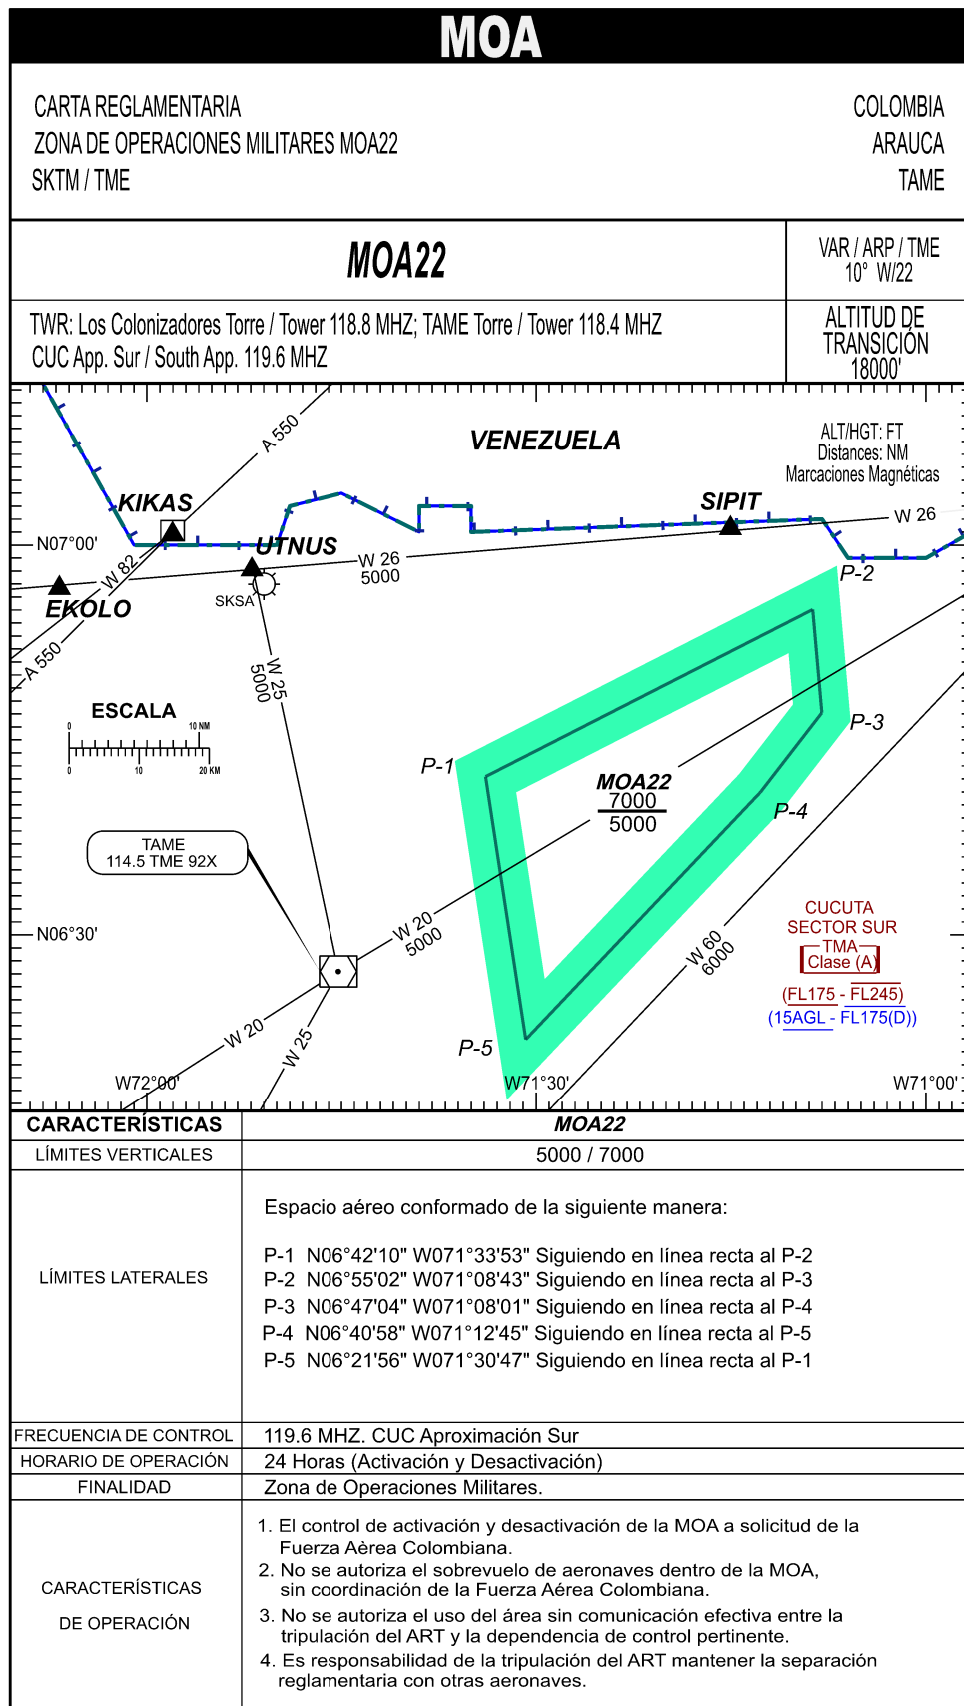 MOA
CARTA REGLAMENTARIA
ZONA DE OPERACIONES MILITARES MOA22
SKTM / TME
COLOMBIA
ARAUCA
TAME
MOA22
VAR / ARP / TME
10° W/22
TWR: Los Colonizadores Torre / Tower 118.8 MHZ; TAME Torre / Tower 118.4 MHZ
CUC App. Sur / South App. 119.6 MHZ
ALTITUD DE
TRANSICIÓN
18000'
A 550
VENEZUELA
ALT/HGT: FT
Distances: NM
Marcaciones Magnéticas
KIKAS
SIPIT
W 26
N07°00'
UTNUS
W 82
W 26
5000
P-2
EKOLO
SKSA
A 550
W 25
5000
ESCALA
0 10 NM
0 10 20 KM
P-3
P-1
MOA22
7000
5000
P-4
TAME
114.5 TME 92X
N06°30'
W 20
5000
W 60
6000
CUCUTA
SECTOR SUR
TMA
Clase (A)
(FL175 - FL245)
(15AGL - FL175(D))
W 20
W 25
P-5
W72°00'
W71°30'
W71°00'
CARACTERÍSTICAS
MOA22
LÍMITES VERTICALES
5000 / 7000
LÍMITES LATERALES
Espacio aéreo conformado de la siguiente manera:
P-1 N06°42'10" W071°33'53" Siguiendo en línea recta al P-2
P-2 N06°55'02" W071°08'43" Siguiendo en línea recta al P-3
P-3 N06°47'04" W071°08'01" Siguiendo en línea recta al P-4
P-4 N06°40'58" W071°12'45" Siguiendo en línea recta al P-5
P-5 N06°21'56" W071°30'47" Siguiendo en línea recta al P-1
FRECUENCIA DE CONTROL
119.6 MHZ. CUC Aproximación Sur
HORARIO DE OPERACIÓN
24 Horas (Activación y Desactivación)
FINALIDAD
Zona de Operaciones Militares.
CARACTERÍSTICAS
DE OPERACIÓN
1. El control de activación y desactivación de la MOA a solicitud de la
Fuerza Aèrea Colombiana.
2. No se autoriza el sobrevuelo de aeronaves dentro de la MOA,
sin coordinación de la Fuerza Aérea Colombiana.
3. No se autoriza el uso del área sin comunicación efectiva entre la
tripulación del ART y la dependencia de control pertinente.
4. Es responsabilidad de la tripulación del ART mantener la separación
reglamentaria con otras aeronaves.